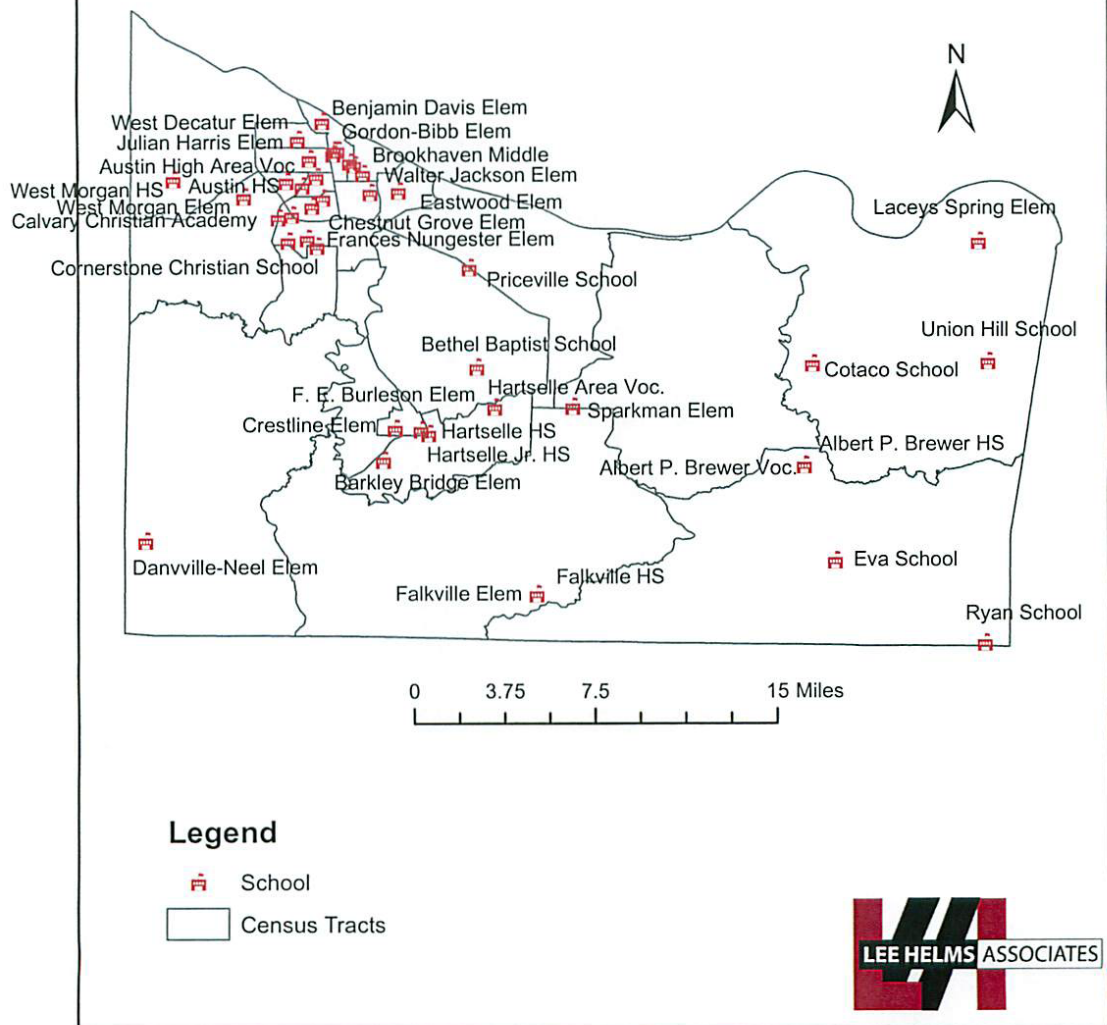 N
Benjamin Davis Elem
West Decatur Elem
Gordon-Bibb Elem
Julian Harris Elem
Brookhaven Middle
Austin High Area Voc
Walter Jackson Elem
West Morgan HS
Austin HS
Eastwood Elem
West Morgan Elem
Laceys Spring Elem
Calvary Christian Academy
Chestnut Grove Elem
Frances Nungester Elem
Cornerstone Christian School
Priceville School
Union Hill School
Bethel Baptist School
Cotaco School
F. E. Burleson Elem
Hartselle Area Voc.
Sparkman Elem
Crestline Elem
Hartselle HS
Albert P. Brewer HS
Hartselle Jr. HS
Albert P. Brewer Voc.
Barkley Bridge Elem
Eva School
Danvville-Neel Elem
Falkville HS
Falkville Elem
Ryan School
0 3.75 7.5 15 Miles
Legend
School
Census Tracts
LEE HELMS ASSOCIATES